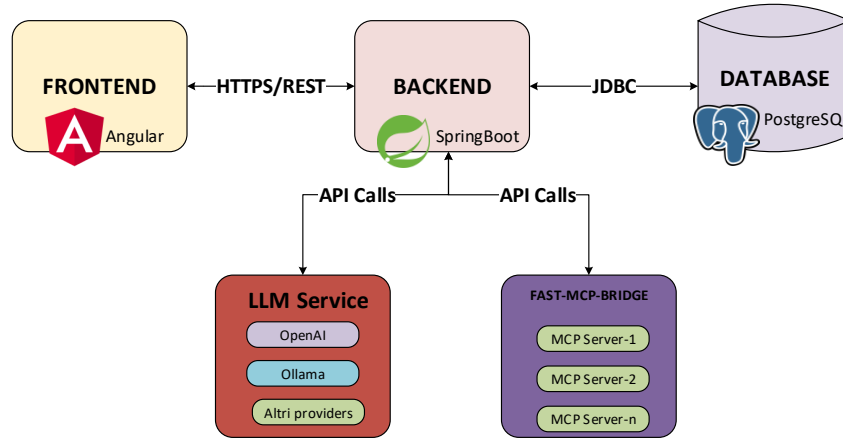 FRONTEND
Angular
HTTPS/REST
BACKEND
SpringBoot
JDBC
DATABASE
PostgreSQ
API Calls
API Calls
LLM Service
OpenAI
Ollama
Altri providers
FAST-MCP-BRIDGE
MCP Server-1
MCP Server-2
MCP Server-n